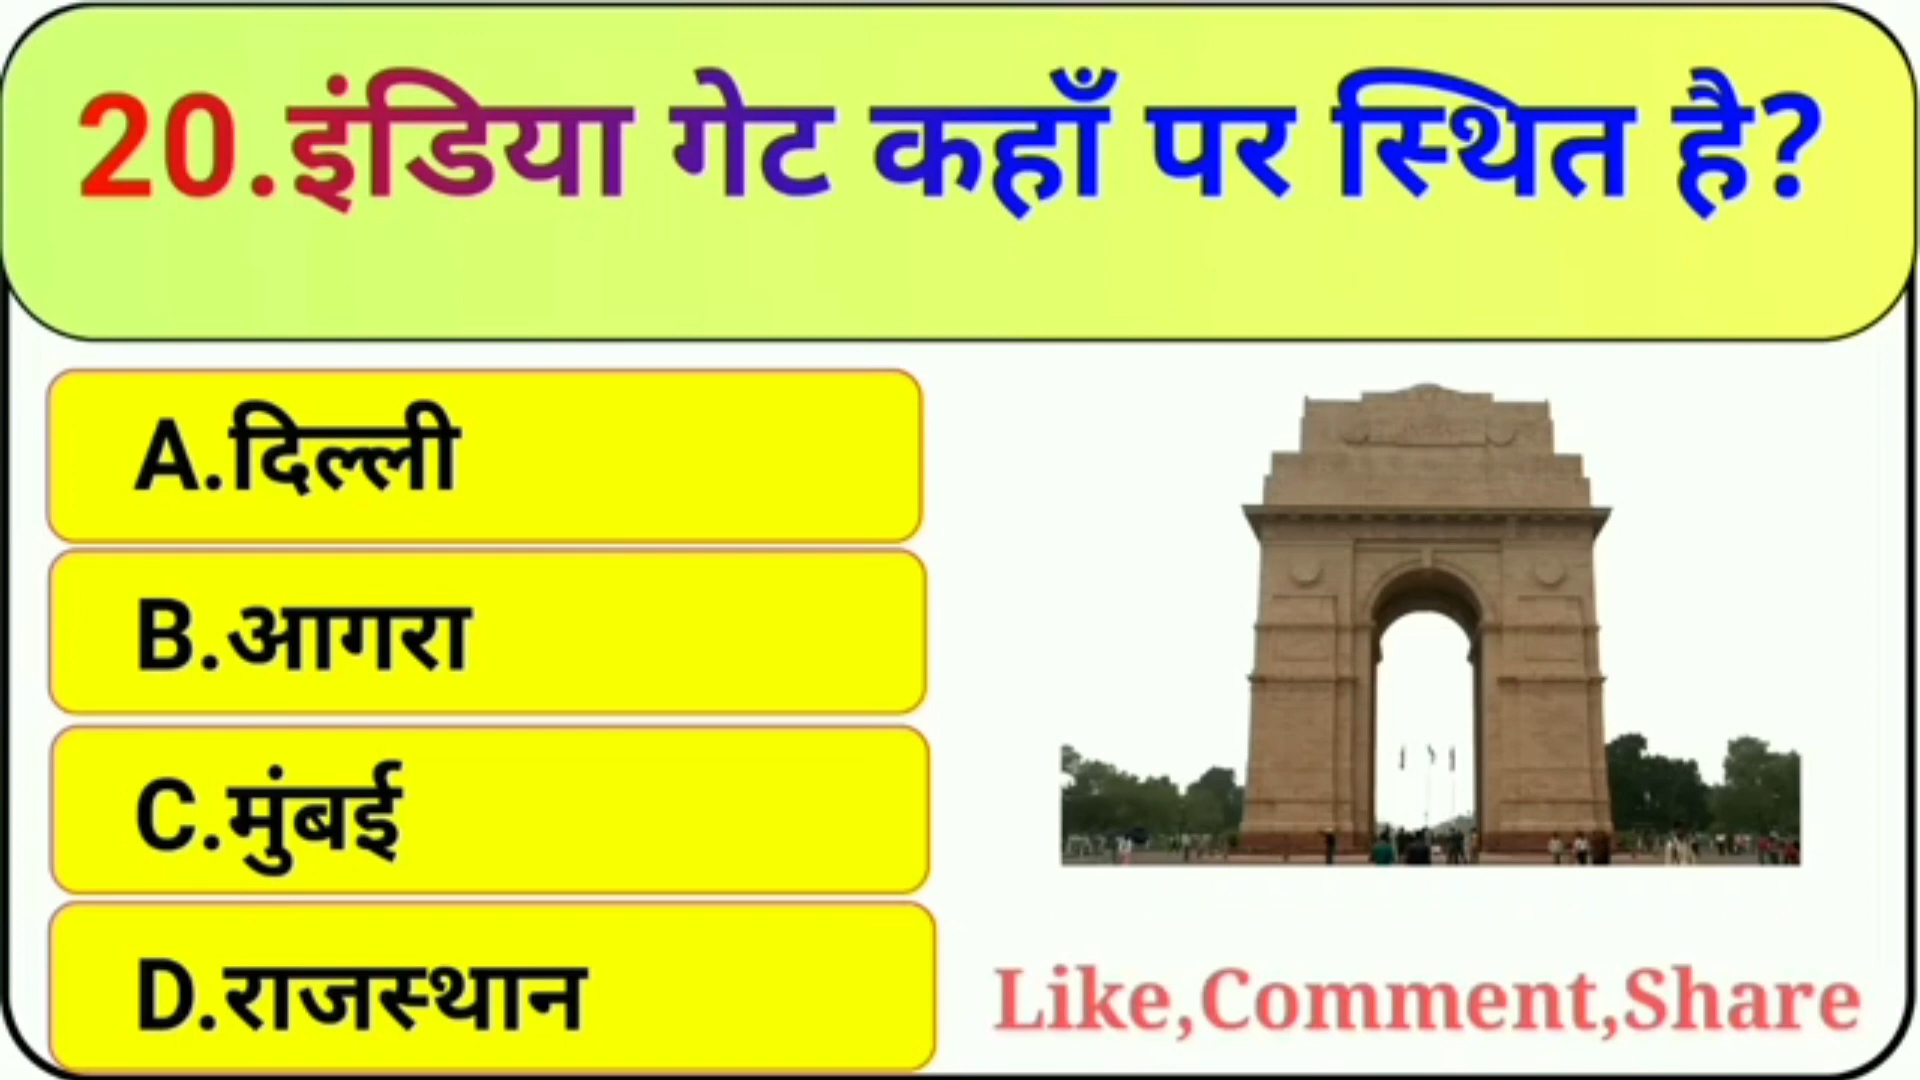 20.इंडिया गेट कहाँ पर स्थित है?
A.दिल्ली
B.आगरा
C.मुंबई
D.राजस्थान
Like,Comment,Share